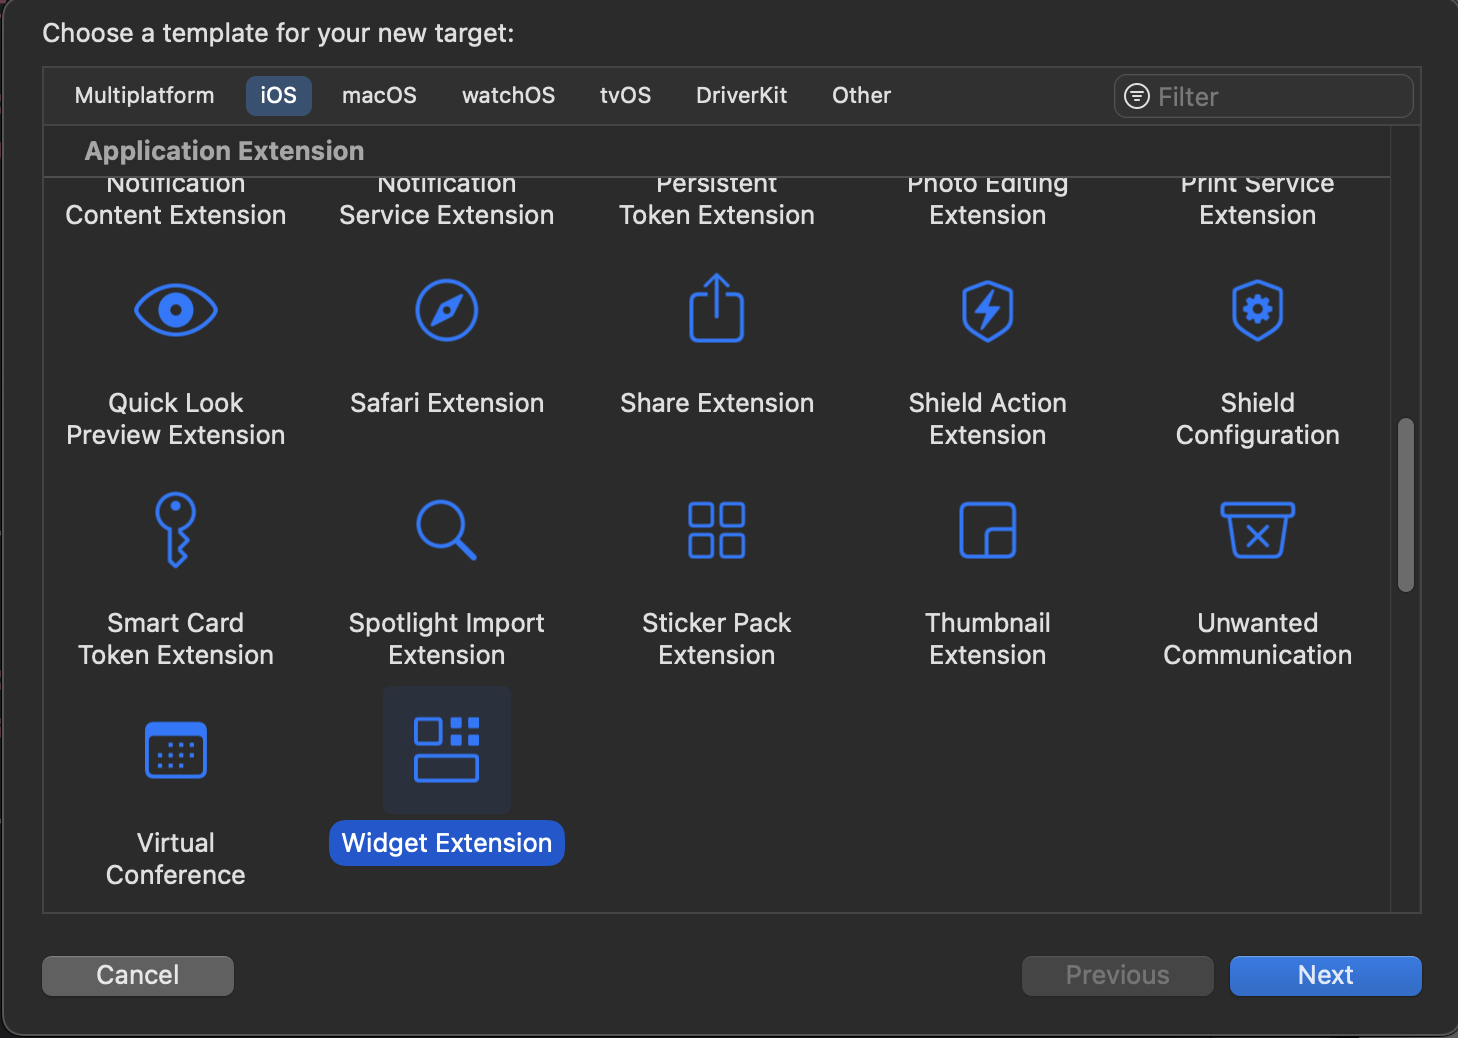 Choose a template for your new target:
Multiplatform iOS macOS watchOS tvOS DriverKit Other Filter
Application Extension
Notification Notification Persistent Photo Editing Print Service
Content Extension Service Extension Token Extension Extension Extension
Quick Look Safari Extension Share Extension Shield Action Shield
Preview Extension Extension Configuration
Smart Card Spotlight Import Sticker Pack Thumbnail Unwanted
Token Extension Extension Extension Extension Communication
Virtual Widget Extension
Conference
Cancel Previous Next